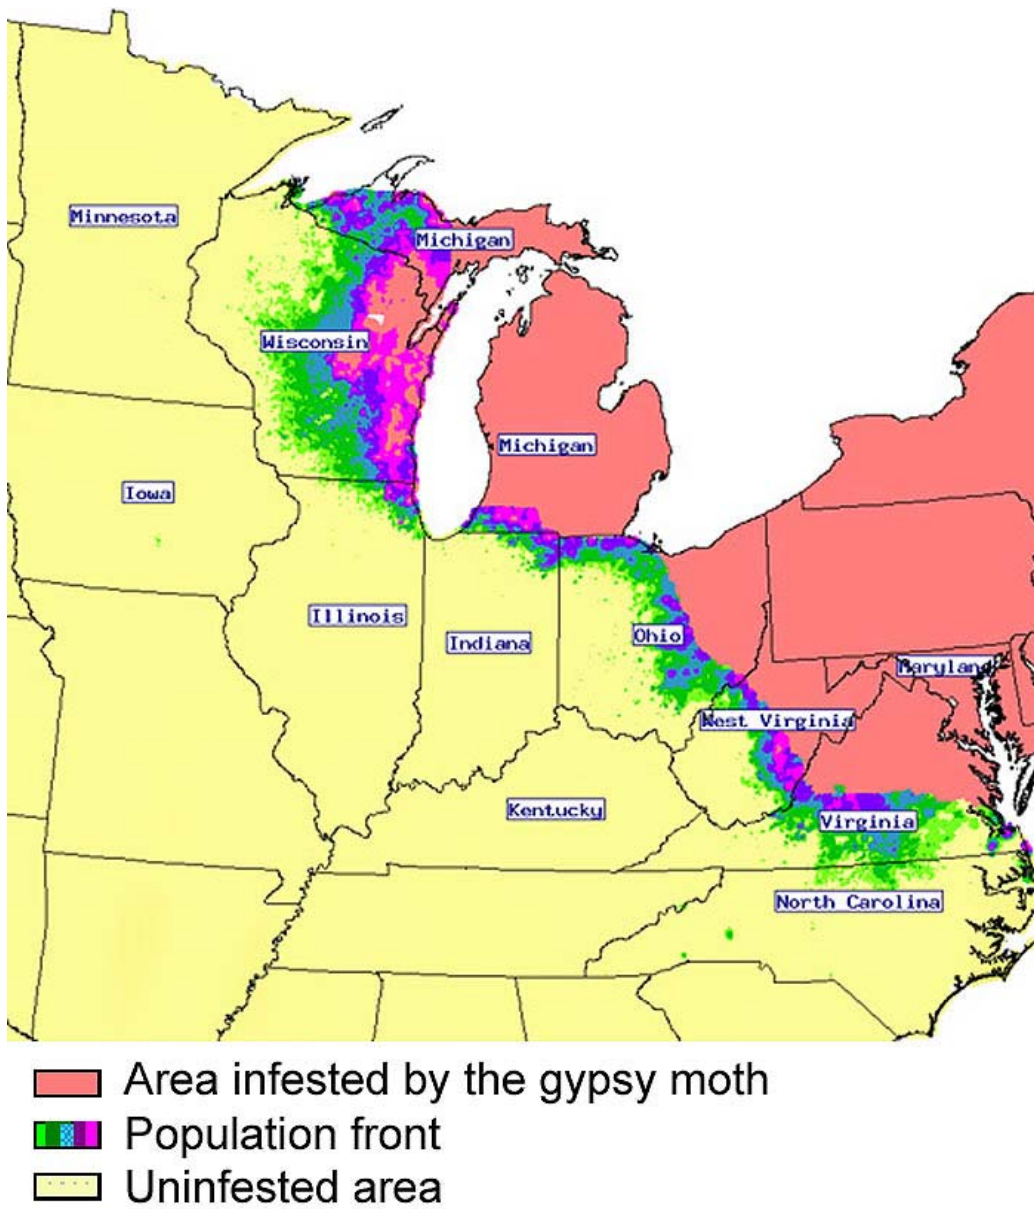 Minnesota
Michigan
Wisconsin
Michigan
Iowa
Illinois
Indiana
Ohio
Maryland
West Virginia
Kentucky
Virginia
North Carolina
Area infested by the gypsy moth
Population front
Uninfested area